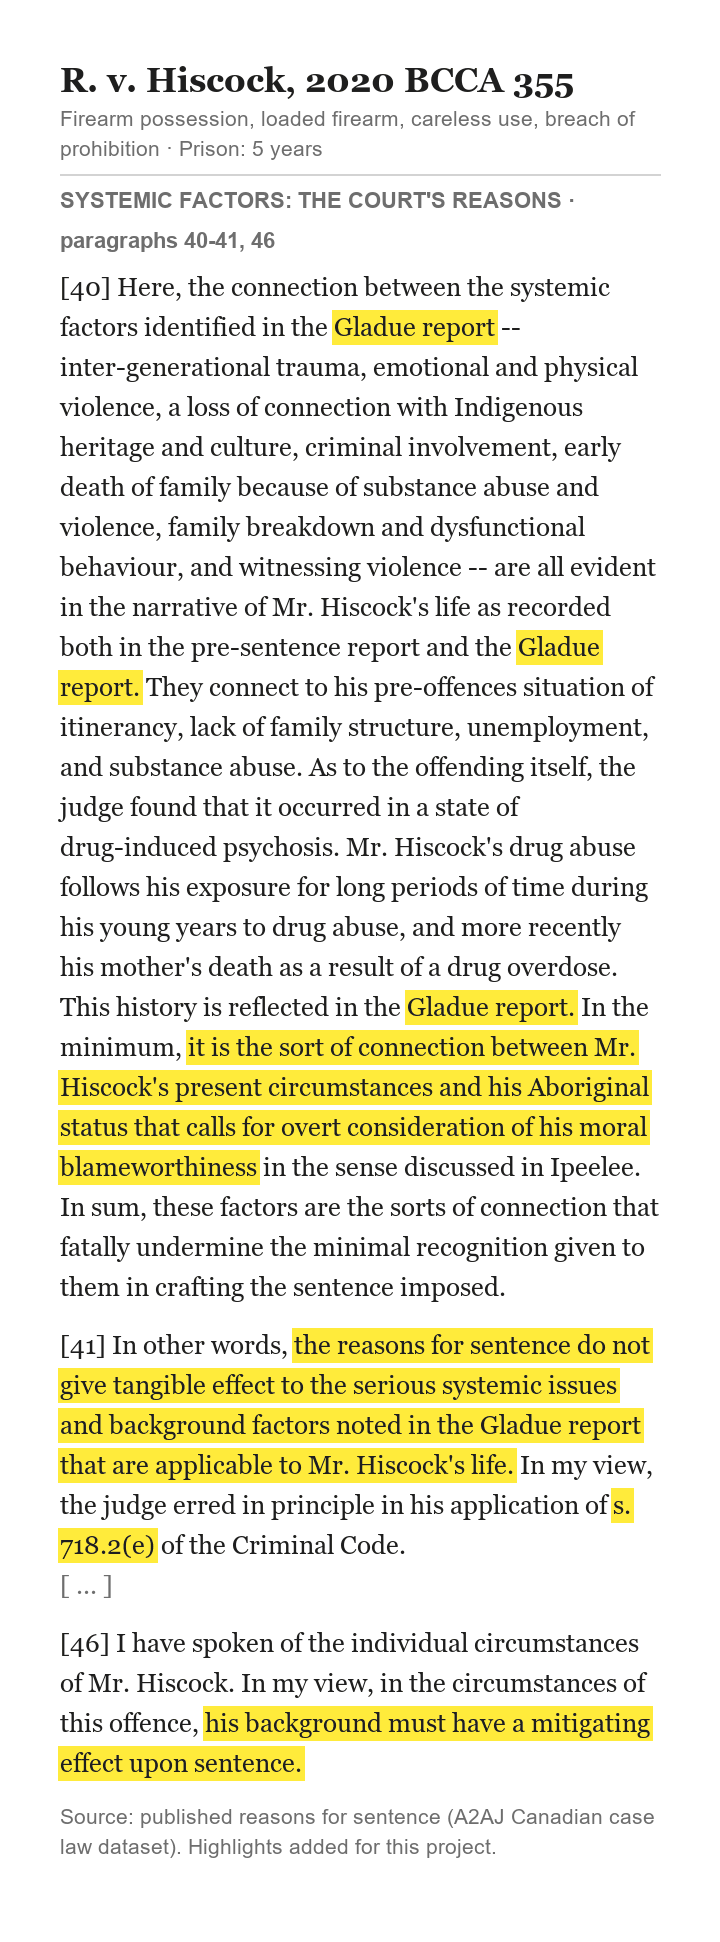 R. v. Hiscock, 2020 BCCA 355
Firearm possession, loaded firearm, careless use, breach of
prohibition · Prison: 5 years
SYSTEMIC FACTORS: THE COURT'S REASONS ·
paragraphs 40-41, 46
[40] Here, the connection between the systemic
factors identified in the Gladue report --
inter-generational trauma, emotional and physical
violence, a loss of connection with Indigenous
heritage and culture, criminal involvement, early
death of family because of substance abuse and
violence, family breakdown and dysfunctional
behaviour, and witnessing violence -- are all evident
in the narrative of Mr. Hiscock's life as recorded
both in the pre-sentence report and the Gladue
report. They connect to his pre-offences situation of
itinerancy, lack of family structure, unemployment,
and substance abuse. As to the offending itself, the
judge found that it occurred in a state of
drug-induced psychosis. Mr. Hiscock's drug abuse
follows his exposure for long periods of time during
his young years to drug abuse, and more recently
his mother's death as a result of a drug overdose.
This history is reflected in the Gladue report. In the
minimum, it is the sort of connection between Mr.
Hiscock's present circumstances and his Aboriginal
status that calls for overt consideration of his moral
blameworthiness in the sense discussed in Ipeelee.
In sum, these factors are the sorts of connection that
fatally undermine the minimal recognition given to
them in crafting the sentence imposed.
[41] In other words, the reasons for sentence do not
give tangible effect to the serious systemic issues
and background factors noted in the Gladue report
that are applicable to Mr. Hiscock's life. In my view,
the judge erred in principle in his application of s.
718.2(e) of the Criminal Code.
[ ... ]
[46] I have spoken of the individual circumstances
of Mr. Hiscock. In my view, in the circumstances of
this offence, his background must have a mitigating
effect upon sentence.
Source: published reasons for sentence (A2AJ Canadian case
law dataset). Highlights added for this project.